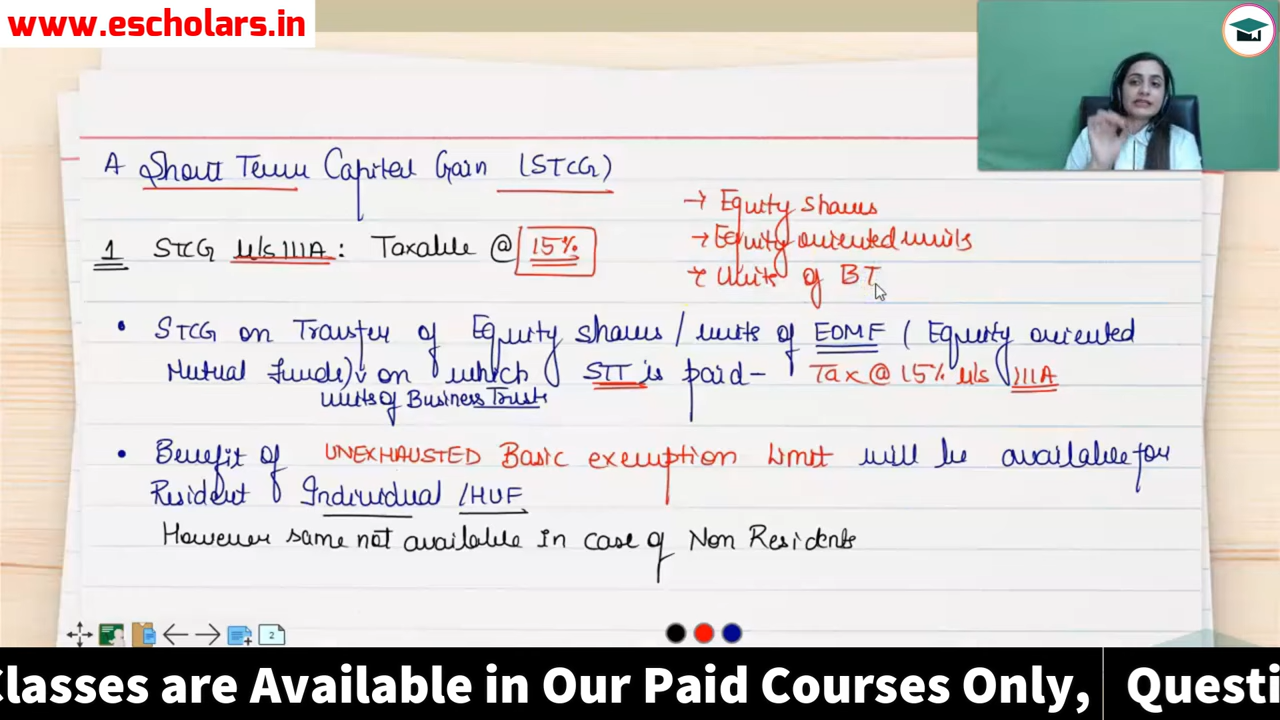 www.escholars.in
A Short Term Capital Gain (STCG)
→ Equity shares
→ Equity oriented units
→ Units of BT
1 STCG u/s 111A : Taxable @ 15%
• STCG on Transfer of Equity shares / units of EOMF ( Equity oriented
Mutual Funds) v on which STT is paid - Tax @ 15% u/s 111A
units of Business Trusts
• Benefit of UNEXHAUSTED Basic exemption Limit will be available for
Resident Individual /HUF
However same not available in case of Non Residents
2
Classes are Available in Our Paid Courses Only, Questi